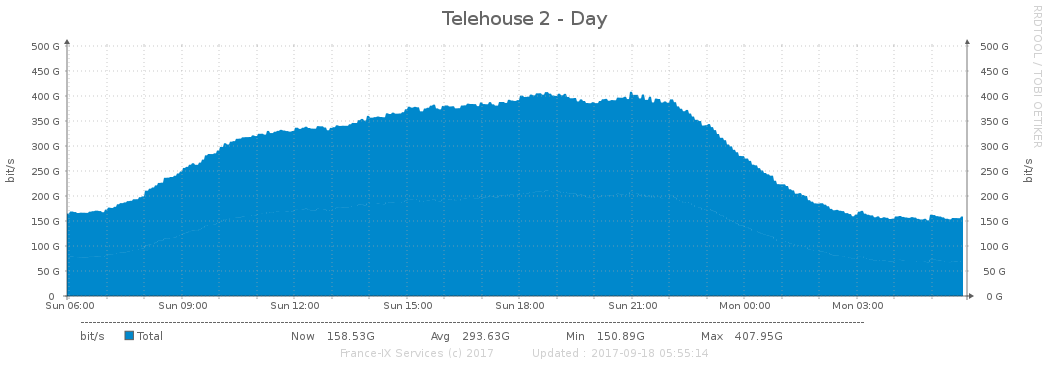 Telehouse 2 - Day
RRDTOOL / TOBI OETIKER
500 G 500 G
450 G 450 G
400 G 400 G
350 G 350 G
300 G 300 G
250 G 250 G
200 G 200 G
150 G 150 G
100 G 100 G
50 G 50 G
0 0 G
bit/s bit/s
Sun 06:00 Sun 09:00 Sun 12:00 Sun 15:00 Sun 18:00 Sun 21:00 Mon 00:00 Mon 03:00
bit/s Total Now 158.53G Avg 293.63G Min 150.89G Max 407.95G
France-IX Services (c) 2017 Updated : 2017-09-18 05:55:14